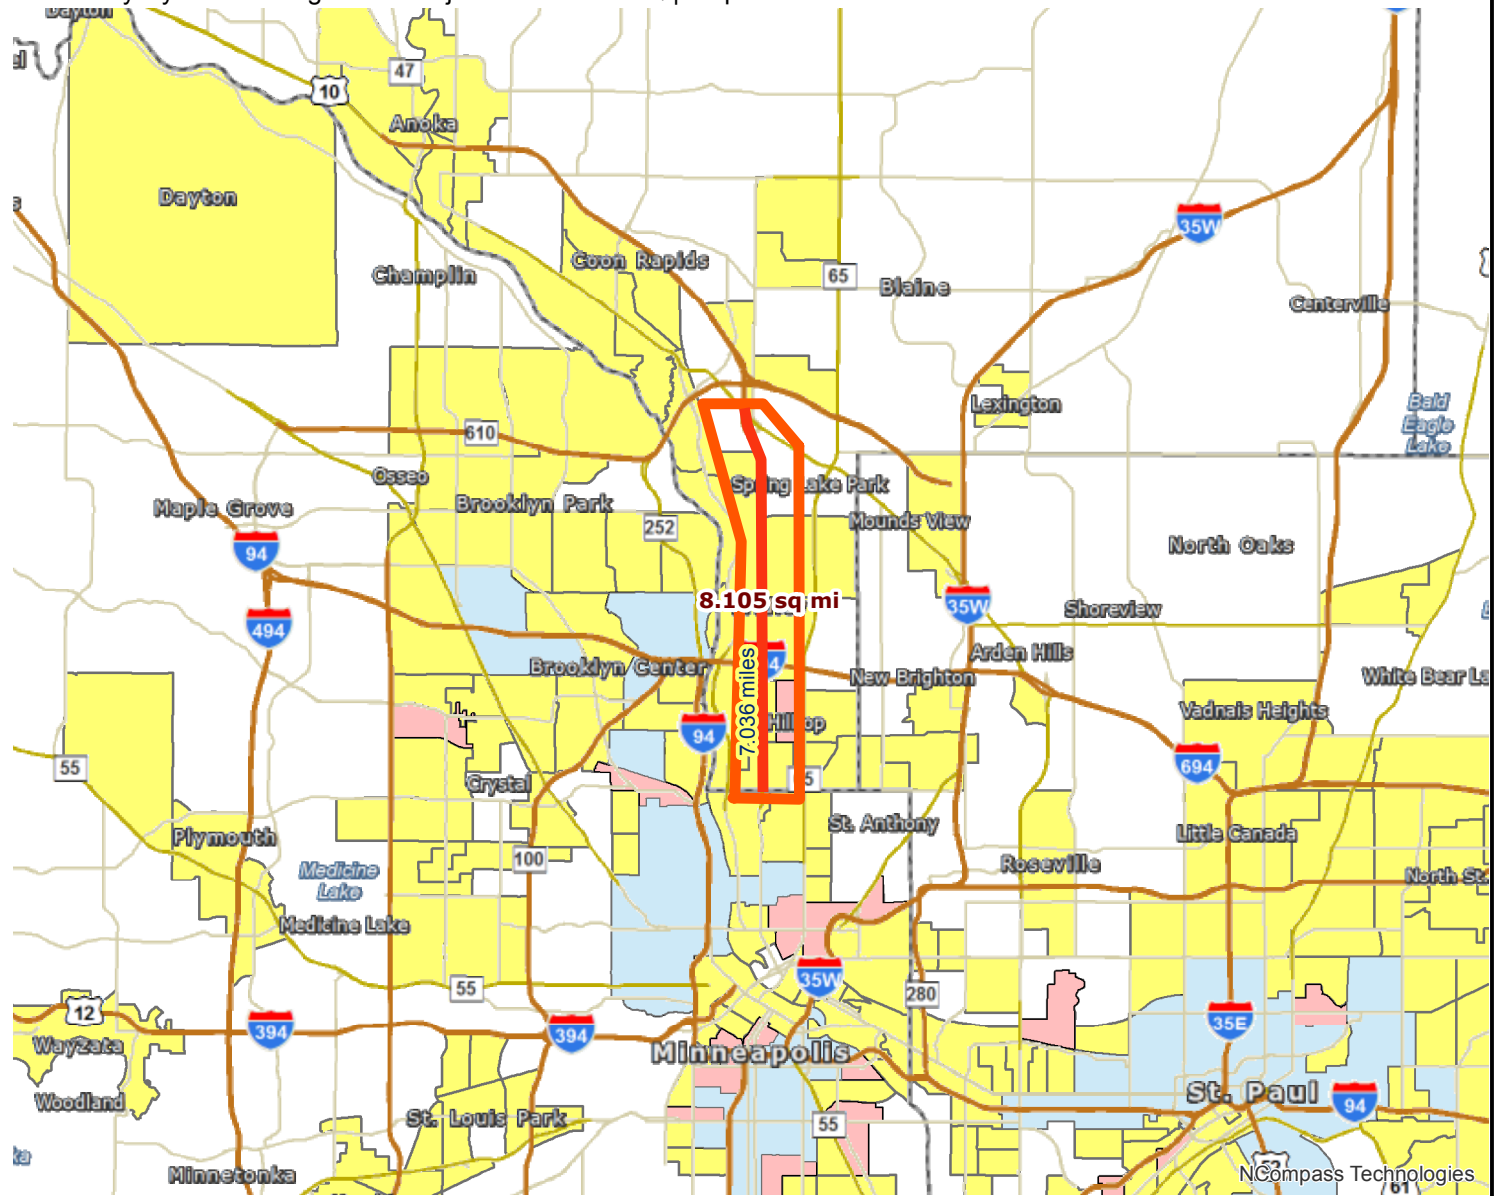 Dayton
47
10
Anoka
Dayton
35W
Coon Rapids
Champlin
65
Blaine
Centerville
Lexington
Bald
Eagle
Lake
610
Osseo
Spring Lake Park
Maple Grove
Brooklyn Park
252
Mounds View
94
North Oaks
8.105 sq mi
35W
Shoreview
494
Arden Hills
Brooklyn Center
New Brighton
White Bear La
7.036 miles
94
Hilltop
Vadnais Heights
55
694
Crystal
Plymouth
St. Anthony
Little Canada
100
Roseville
Medicine
Lake
North St.
Medicine Lake
35W
55
280
12
394
394
35E
Wayzata
Minneapolis
Woodland
St. Paul
94
St. Louis Park
55
Minnetonka
NCompass Technologies
61